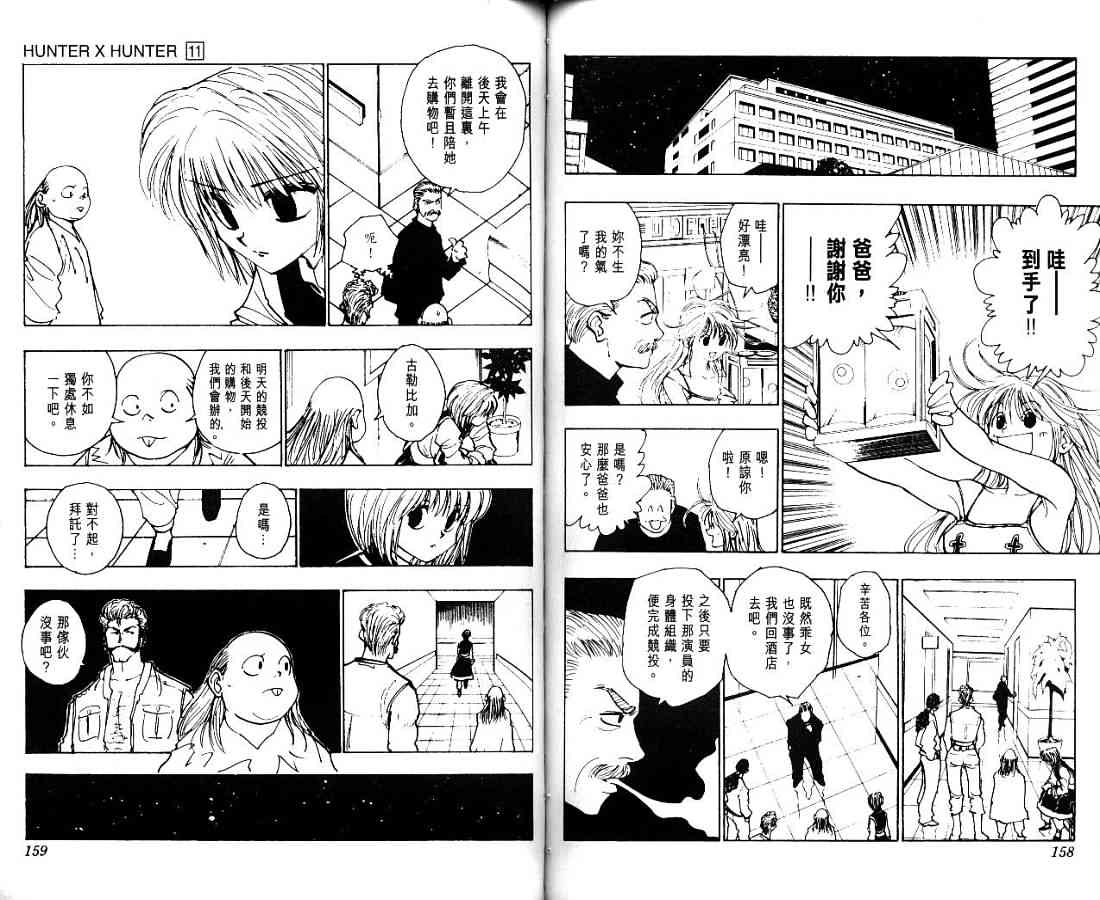 HUNTER X HUNTER 11
哇——
到手了!!
爸爸，
謝謝你
——!!
哇——
好漂亮！
妳不生
我的氣
了嗎？
嗯！
原諒你
啦！
是嗎？
那麼爸爸也
安心了。
辛苦各位。
既然乖女
也沒事了，
我們回酒店
去吧。
之後只要
投下那演員的
身體組織，
便完成競投。
158
我會在
後天上午
離開這裏，
你們暫且陪她
去購物吧！
呃！
古勒比加。
明天的競投
和後天開始
的購物，
我們會辦的。
你不如
獨處休息
一下吧。
是嗎…
對不起，
拜託了…
那傢伙
沒事吧？
159